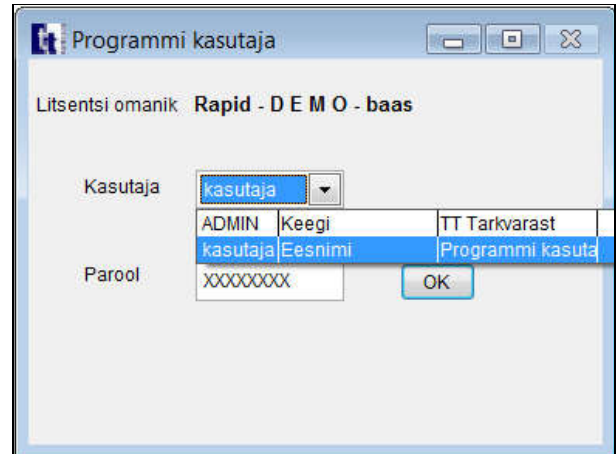 tt Programmi kasutaja
Litsentsi omanik Rapid - D E M O - baas
Kasutaja kasutaja
ADMIN Keegi TT Tarkvarast
kasutaja Eesnimi Programmi kasuta
Parool XXXXXXXX OK